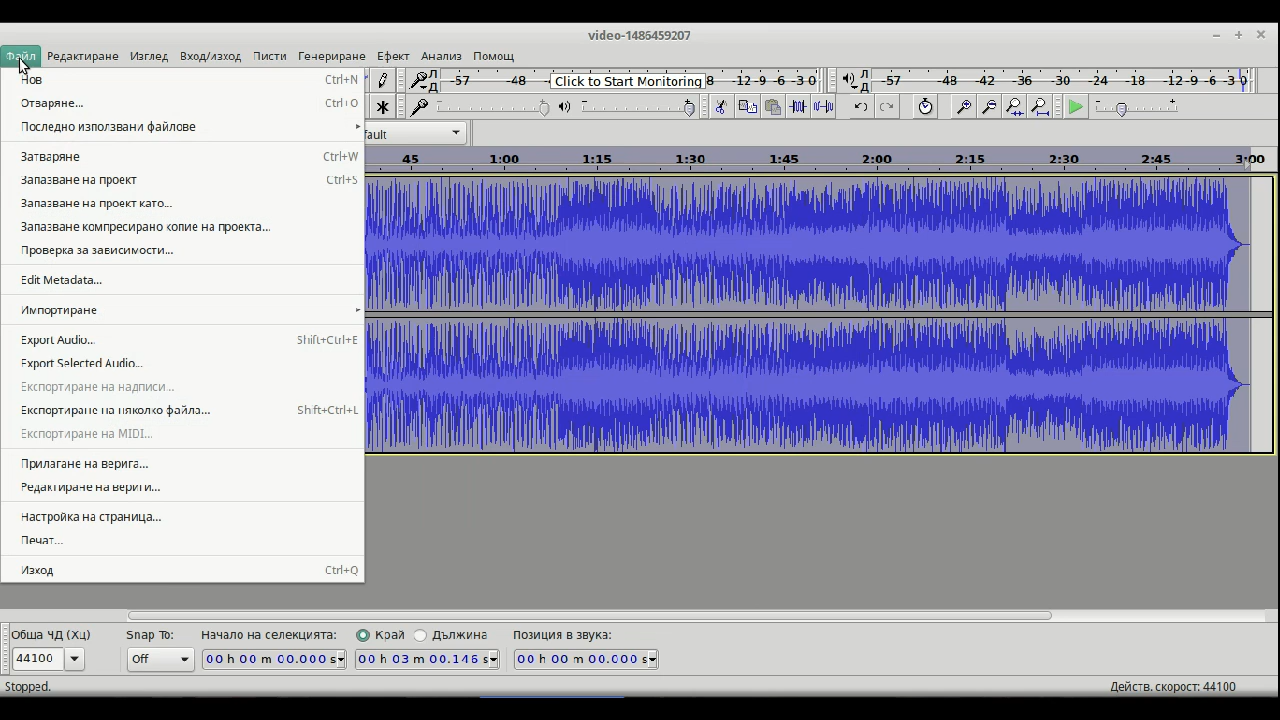 video-1486459207
Файл Редактиране Изглед Вход/изход Писти Генериране Ефект Анализ Помощ
Нов Ctrl+N
Отваряне... Ctrl+O
Последно използвани файлове
Затваряне Ctrl+W
Запазване на проект Ctrl+S
Запазване на проект като...
Запазване компресирано копие на проекта...
Проверка за зависимости...
Edit Metadata...
Импортиране
Export Audio... Shift+Ctrl+E
Export Selected Audio...
Експортиране на надписи...
Експортиране на няколко файла... Shift+Ctrl+L
Експортиране на MIDI...
Прилагане на верига...
Редактиране на вериги...
Настройка на страница...
Печат...
Изход Ctrl+Q
Л
Д
-57 -48 Click to Start Monitoring 8 -12 -9 -6 -3 0
Л
Д
-57 -48 -42 -36 -30 -24 -18 -12 -9 -6 -3 0
fault
45 1:00 1:15 1:30 1:45 2:00 2:15 2:30 2:45 3:00
Обша ЧД (Хц) Snap To: Начало на селекцията: Край Дължина Позиция в звука:
44100 Off 00 h 00 m 00.000 s 00 h 03 m 00.146 s 00 h 00 m 00.000 s
Stopped. Действ. скорост: 44100